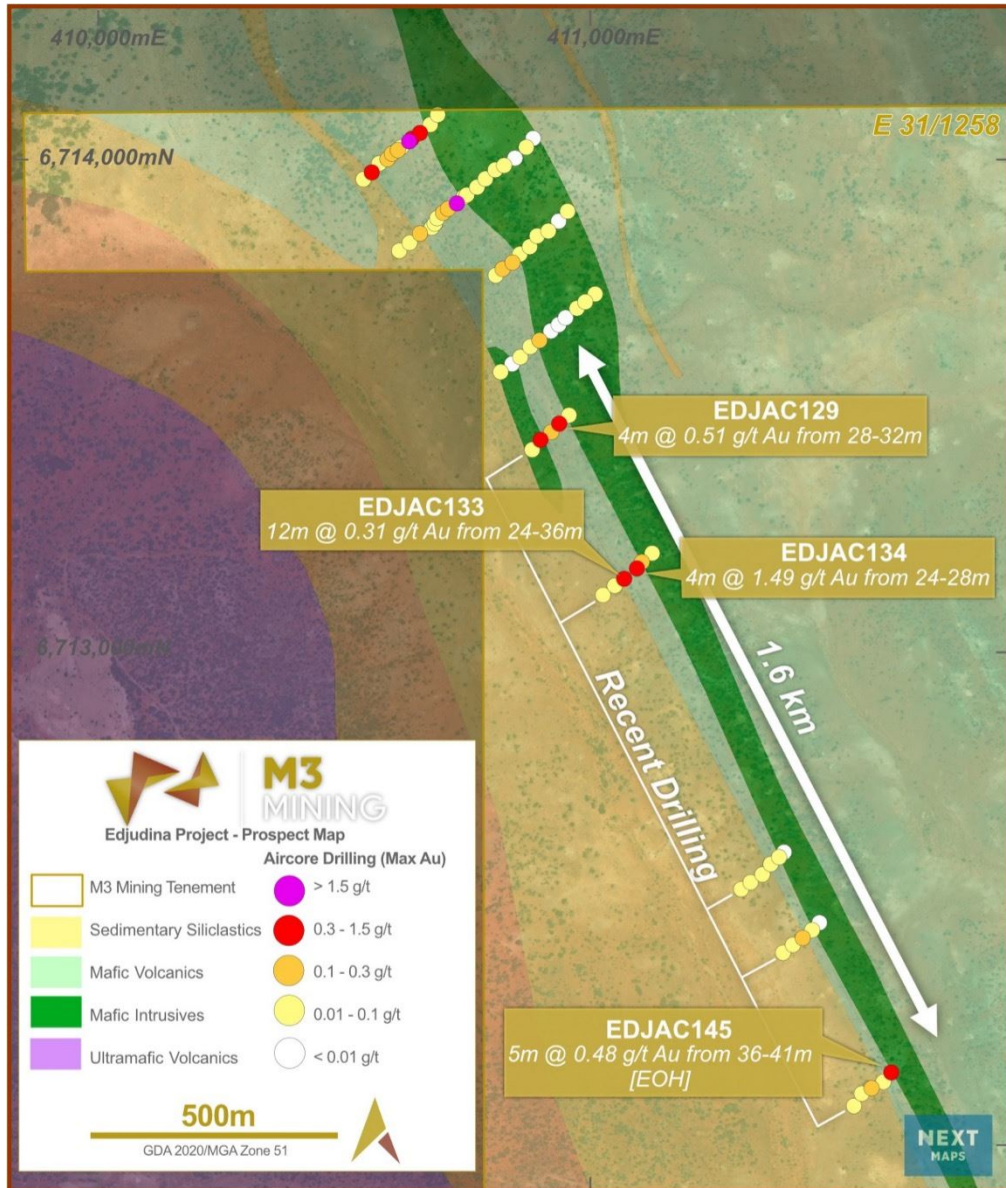 410,000mE
411,000mE
E 31/1258
6,714,000mN
EDJAC129
4m @ 0.51 g/t Au from 28-32m
EDJAC133
12m @ 0.31 g/t Au from 24-36m
EDJAC134
4m @ 1.49 g/t Au from 24-28m
6,713,000mN
1.6 km
Recent Drilling
M3
MINING
Edjudina Project - Prospect Map
Aircore Drilling (Max Au)
M3 Mining Tenement
> 1.5 g/t
Sedimentary Siliclastics
0.3 - 1.5 g/t
Mafic Volcanics
0.1 - 0.3 g/t
Mafic Intrusives
0.01 - 0.1 g/t
Ultramafic Volcanics
< 0.01 g/t
500m
GDA 2020/MGA Zone 51
EDJAC145
5m @ 0.48 g/t Au from 36-41m
[EOH]
NEXT
MAPS